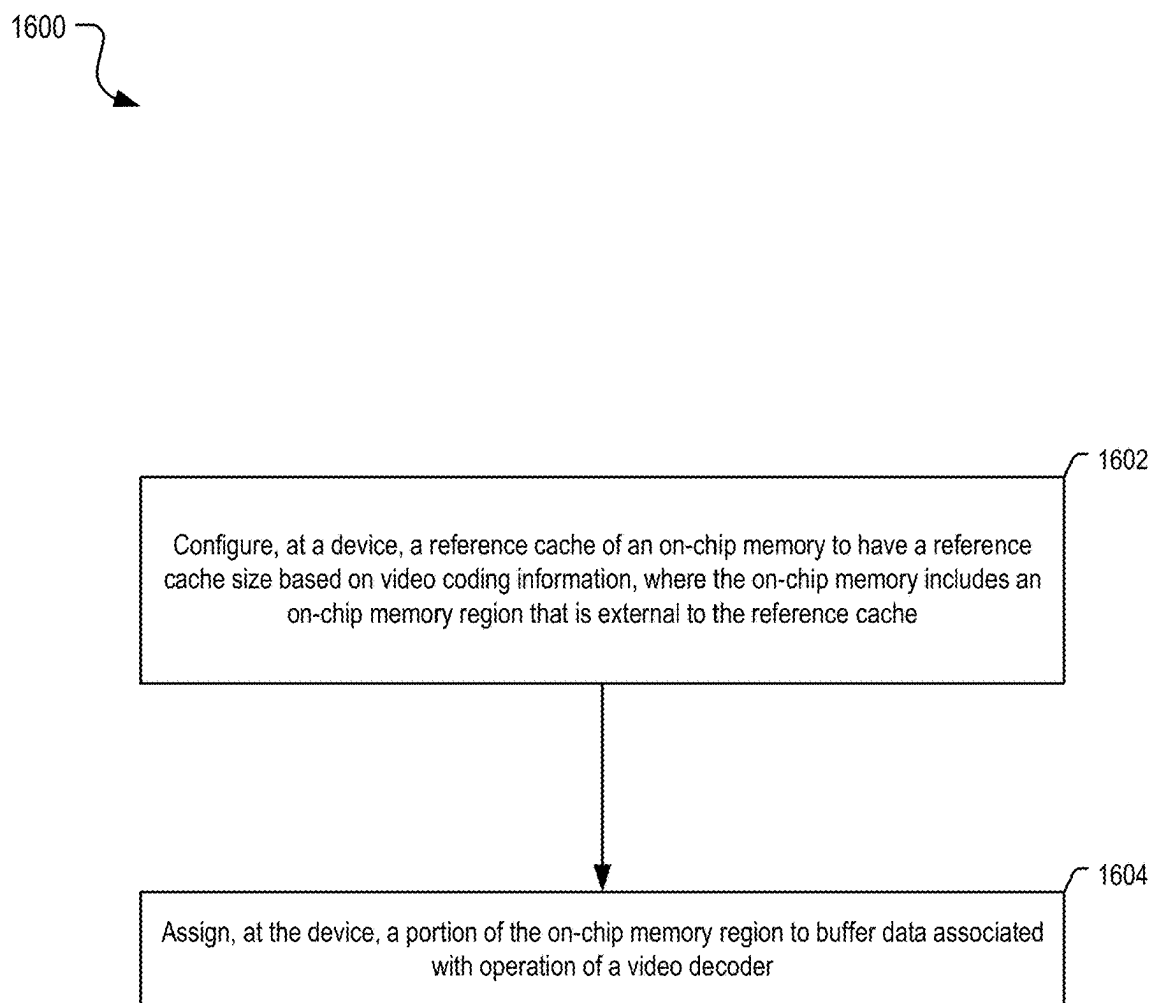 1600
1602
Configure, at a device, a reference cache of an on-chip memory to have a reference
cache size based on video coding information, where the on-chip memory includes an
on-chip memory region that is external to the reference cache
1604
Assign, at the device, a portion of the on-chip memory region to buffer data associated
with operation of a video decoder